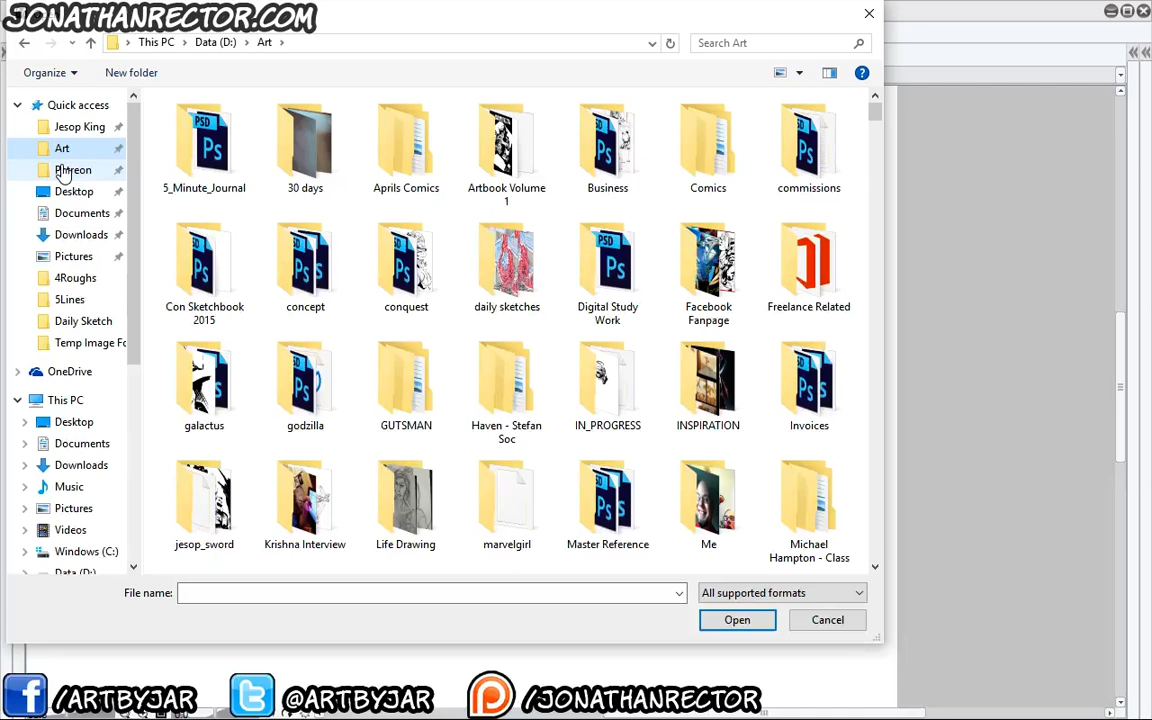 JONATHANRECTOR.COM
This PC
Data (D:)
Art
Search Art
Organize
New folder
Quick access
Jesop King
Art
Desktop
Documents
Downloads
Pictures
4Roughs
5Lines
Daily Sketch
Temp Image Fo
OneDrive
This PC
Desktop
Documents
Downloads
Music
Pictures
Videos
Windows (C:)
Data (D:)
5_Minute_Journal
30 days
Aprils Comics
Artbook Volume
1
Business
Comics
commissions
Con Sketchbook
2015
concept
conquest
daily sketches
Digital Study
Work
Facebook
Fanpage
Freelance Related
galactus
godzilla
GUTSMAN
Haven - Stefan
Soc
IN_PROGRESS
INSPIRATION
Invoices
jesop_sword
Krishna Interview
Life Drawing
marvelgirl
Master Reference
Me
Michael
Hampton - Class
File name:
All supported formats
Open
Cancel
/ARTBYJAR
@ARTBYJAR
/JONATHANRECTOR